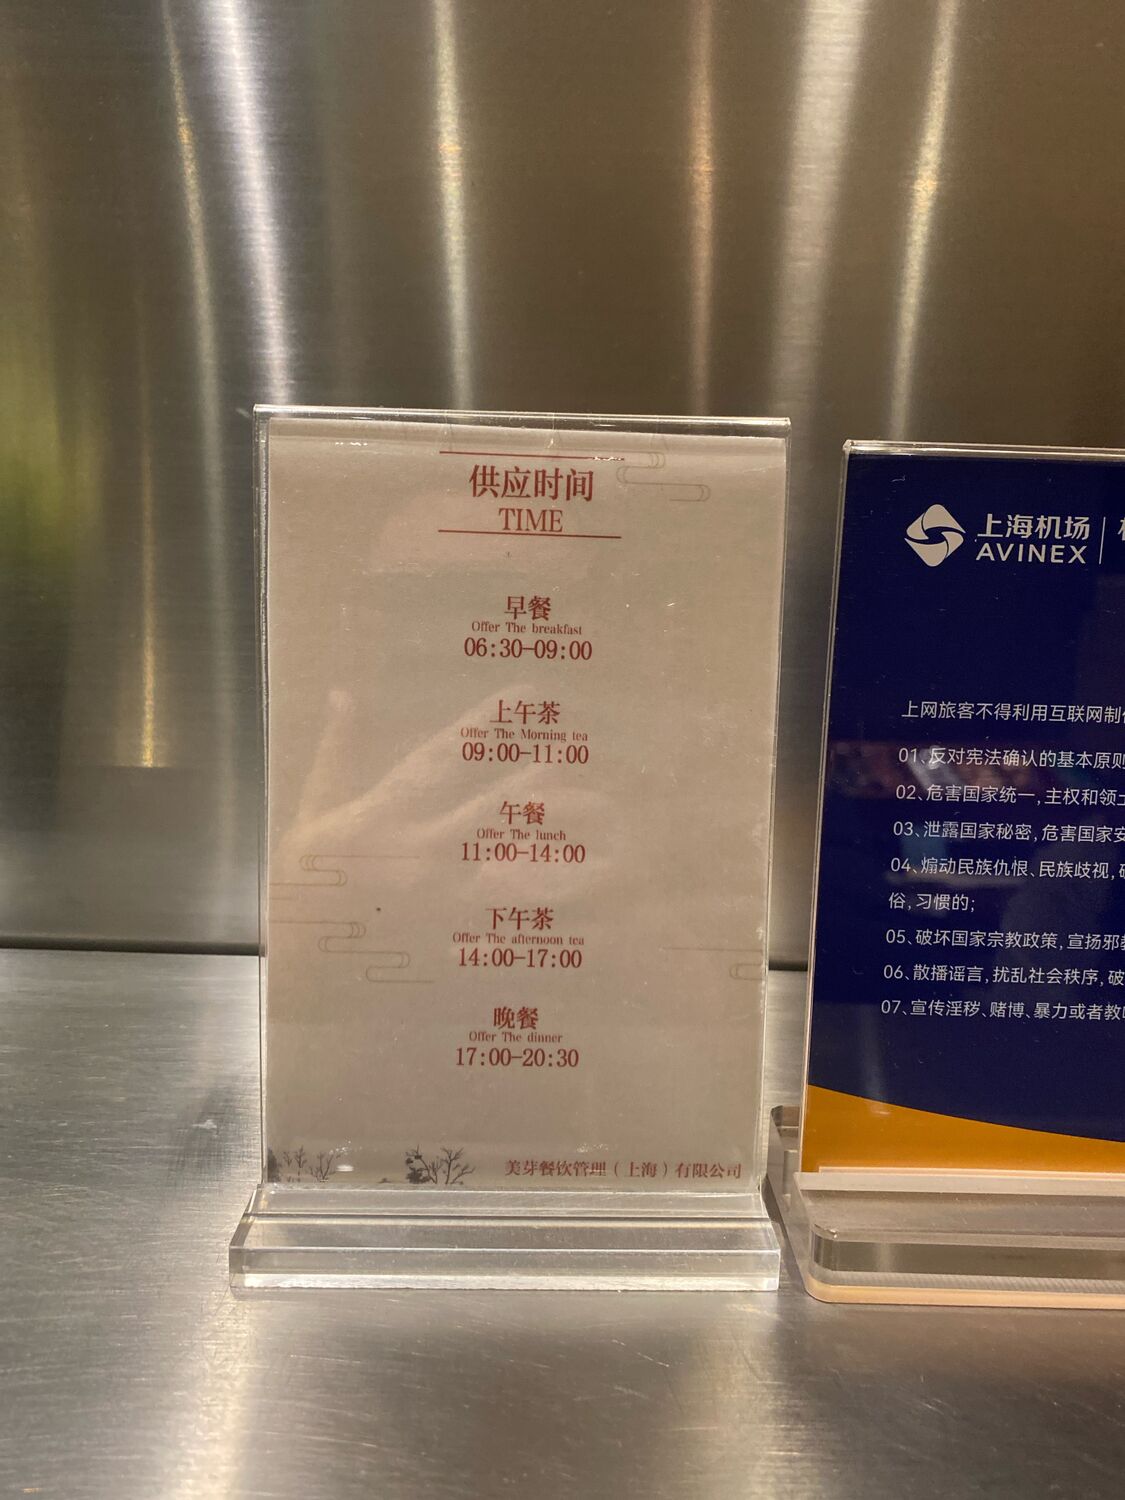 供应时间
TIME
早餐
Offer The breakfast
06:30-09:00
上午茶
Offer The Morning tea
09:00-11:00
午餐
Offer The lunch
11:00-14:00
下午茶
Offer The afternoon tea
14:00-17:00
晚餐
Offer The dinner
17:00-20:30
美芽餐饮管理（上海）有限公司
上海机场
AVINEX
上网旅客不得利用互联网制
01、反对宪法确认的基本原则
02、危害国家统一，主权和领
03、泄露国家秘密，危害国家安
04、煽动民族仇恨、民族歧视，
俗，习惯的；
05、破坏国家宗教政策，宣扬邪
06、散播谣言，扰乱社会秩序，破
07、宣传淫秽、赌博、暴力或者教